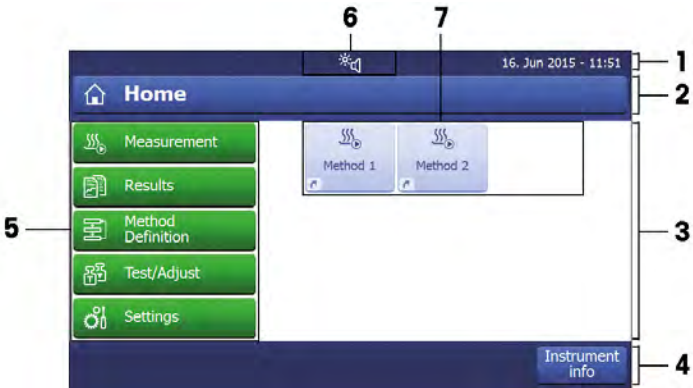 6 7
16. Jun 2015 - 11:51 1
Home 2
Measurement
Method 1 Method 2
Results
5 Method
Definition
3
Test/Adjust
Settings
Instrument
info
4